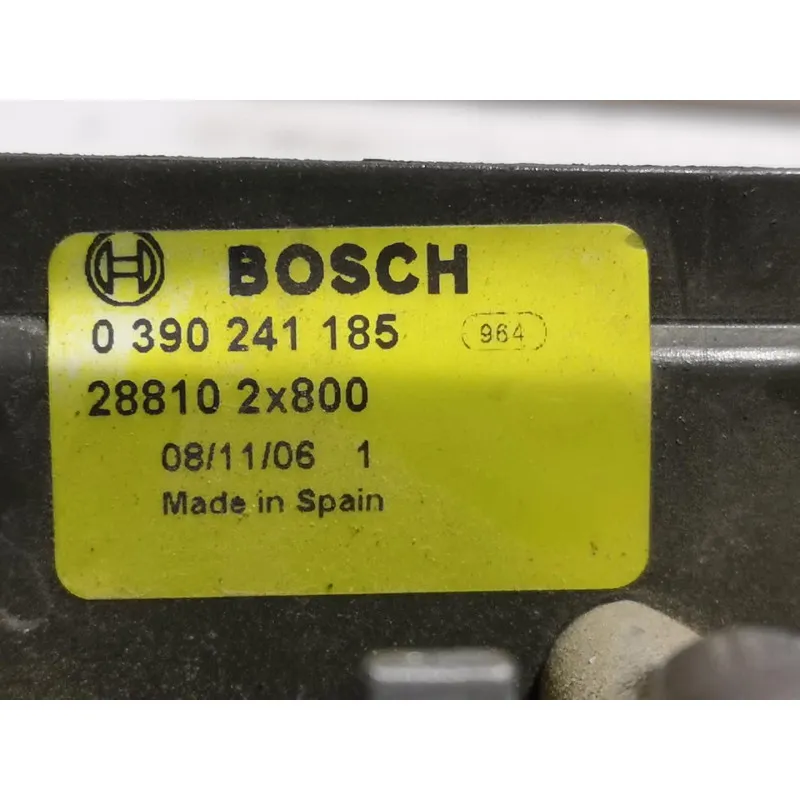 BOSCH
0 390 241 185 964
28810 2x800
08/11/06 1
Made in Spain